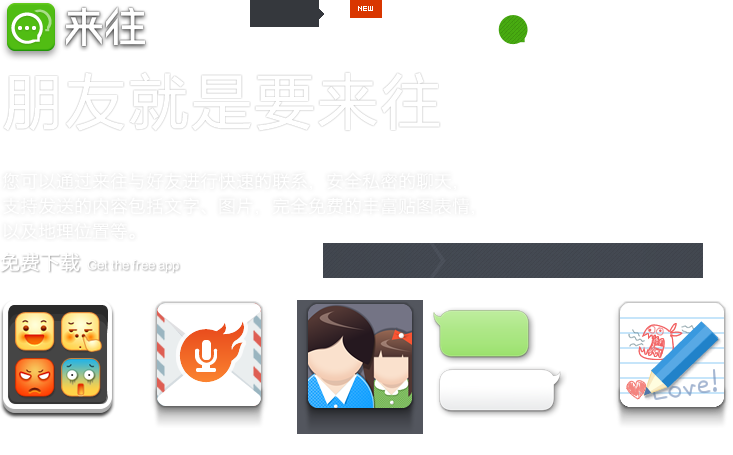 来往
NEW
朋友就是要来往
您可以通过来往与好友进行快速的联系，安全私密的聊天，
支持发送的内容包括文字、图片，完全免费的丰富贴图表情，
以及地理位置等。
免费下载 Get the free app
Love!